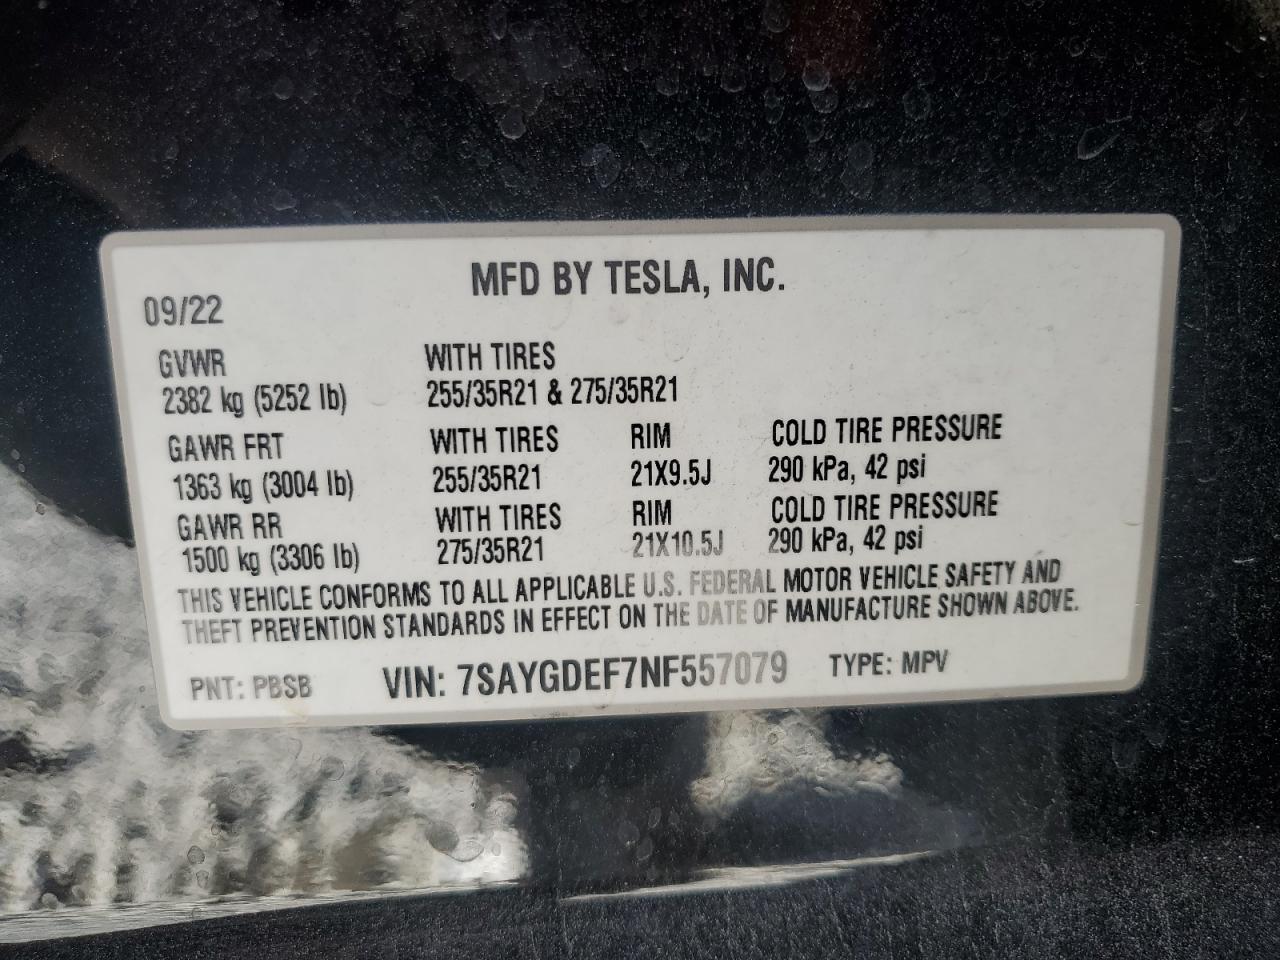 MFD BY TESLA, INC.
09/22
GVWR WITH TIRES
2382 kg (5252 lb) 255/35R21 & 275/35R21
GAWR FRT WITH TIRES RIM COLD TIRE PRESSURE
1363 kg (3004 lb) 255/35R21 21X9.5J 290 kPa, 42 psi
GAWR RR WITH TIRES RIM COLD TIRE PRESSURE
1500 kg (3306 lb) 275/35R21 21X10.5J 290 kPa, 42 psi
THIS VEHICLE CONFORMS TO ALL APPLICABLE U.S. FEDERAL MOTOR VEHICLE SAFETY AND
THEFT PREVENTION STANDARDS IN EFFECT ON THE DATE OF MANUFACTURE SHOWN ABOVE.
PNT: PBSB VIN: 7SAYGDEF7NF557079 TYPE: MPV